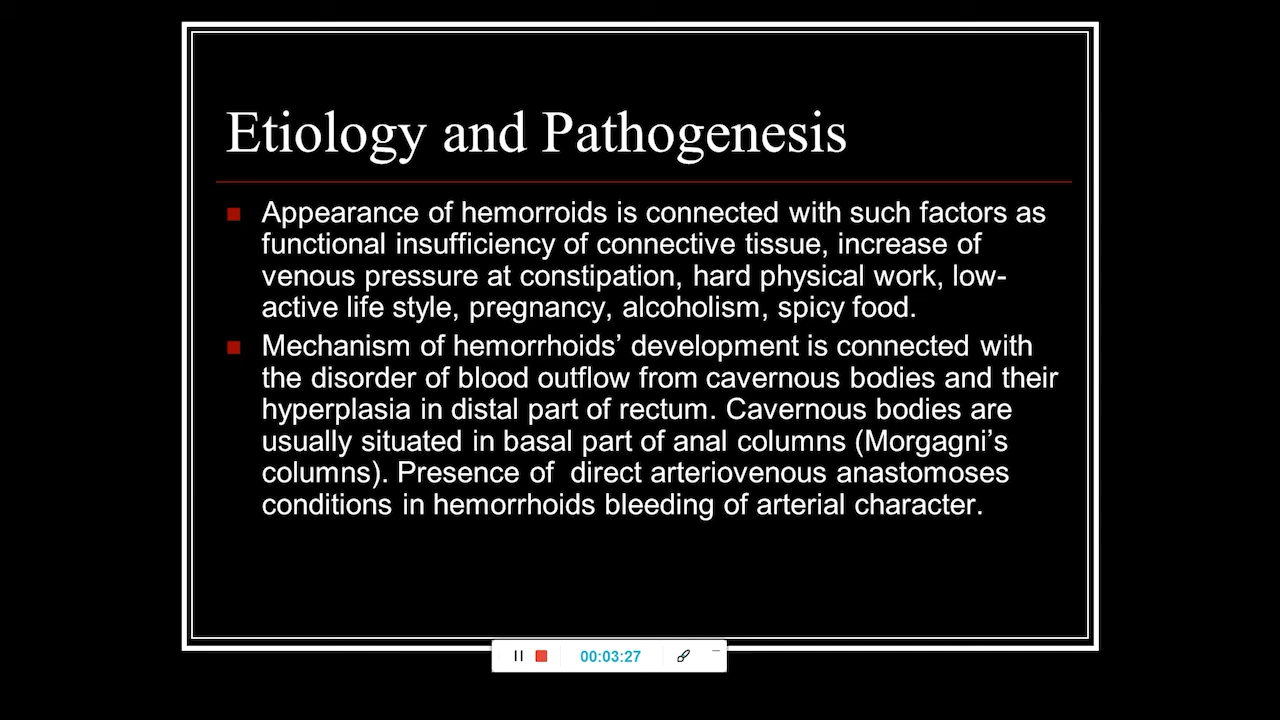 Etiology and Pathogenesis
Appearance of hemorroids is connected with such factors as
functional insufficiency of connective tissue, increase of
venous pressure at constipation, hard physical work, low-
active life style, pregnancy, alcoholism, spicy food.
Mechanism of hemorrhoids’ development is connected with
the disorder of blood outflow from cavernous bodies and their
hyperplasia in distal part of rectum. Cavernous bodies are
usually situated in basal part of anal columns (Morgagni’s
columns). Presence of  direct arteriovenous anastomoses
conditions in hemorrhoids bleeding of arterial character.
00:03:27